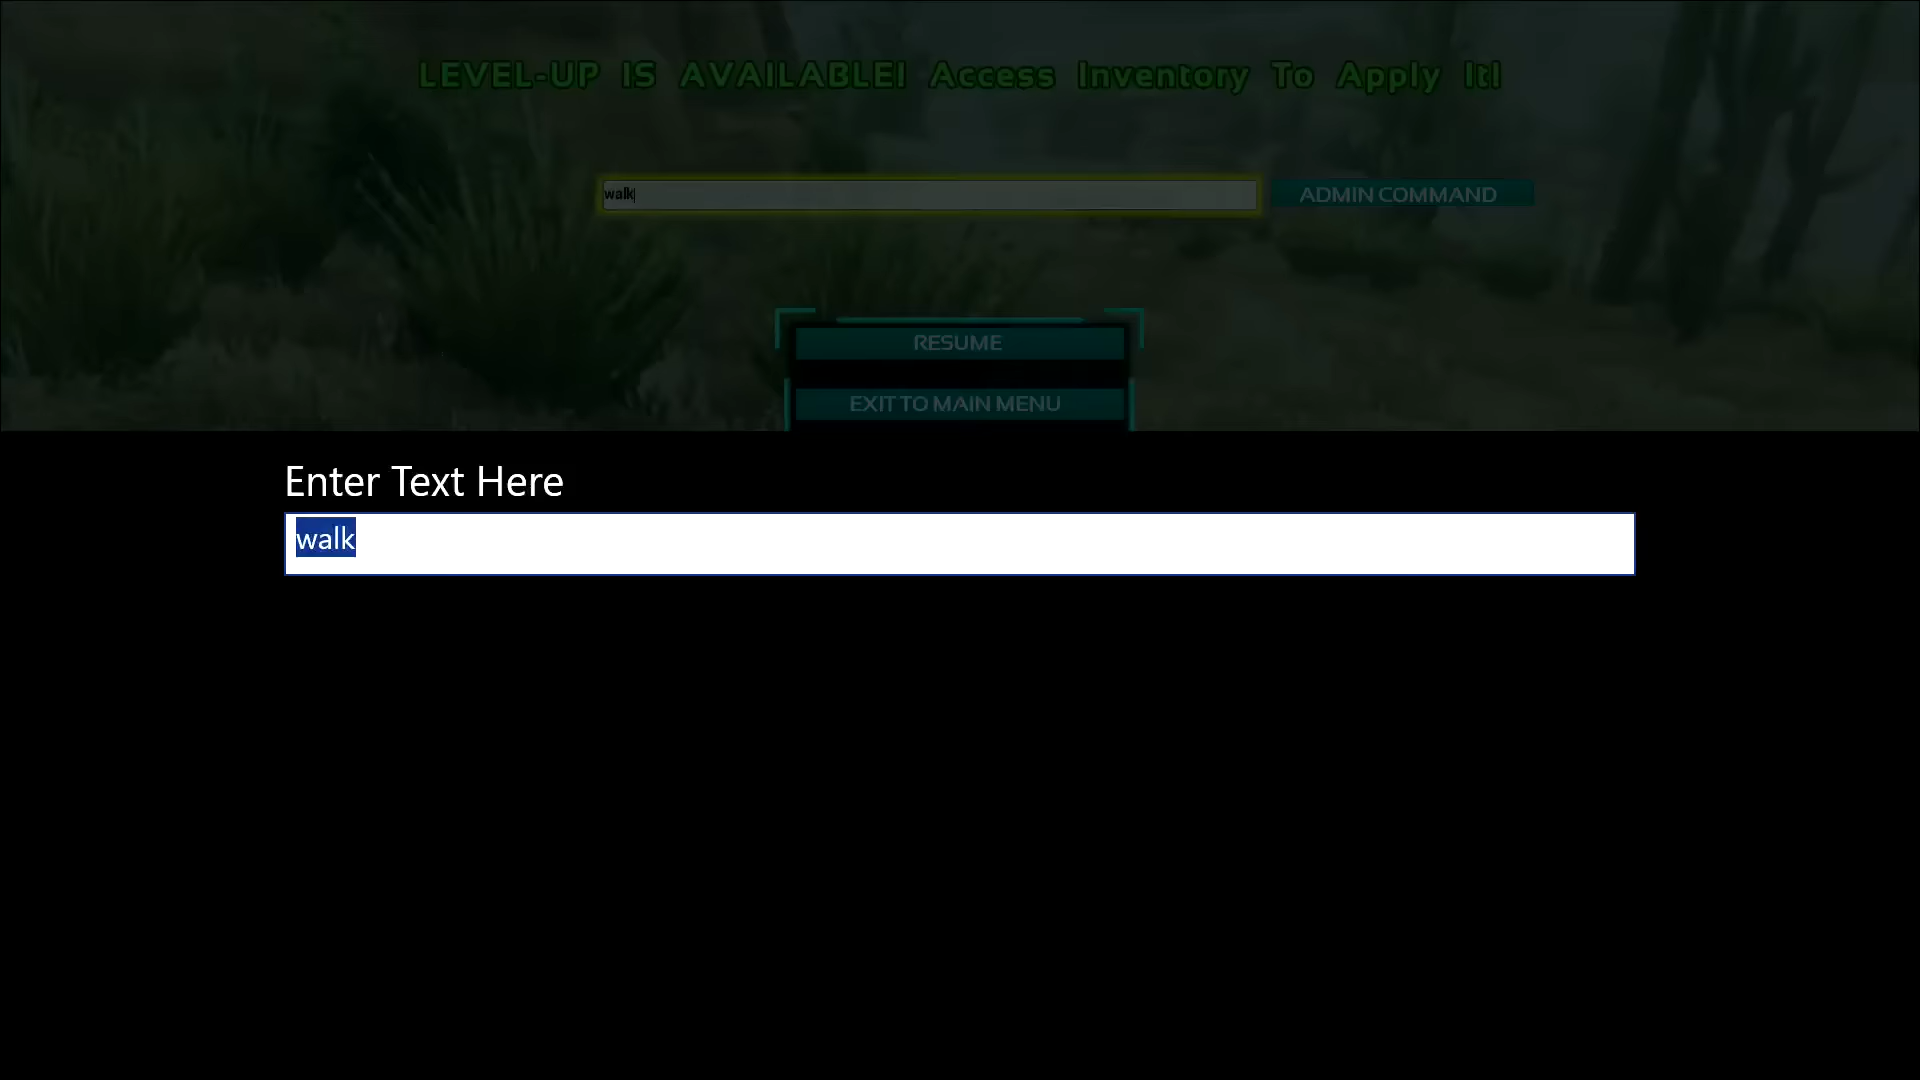 LEVEL-UP IS AVAILABLE! Access Inventory To Apply It!
walk
ADMIN COMMAND
RESUME
EXIT TO MAIN MENU
Enter Text Here
walk